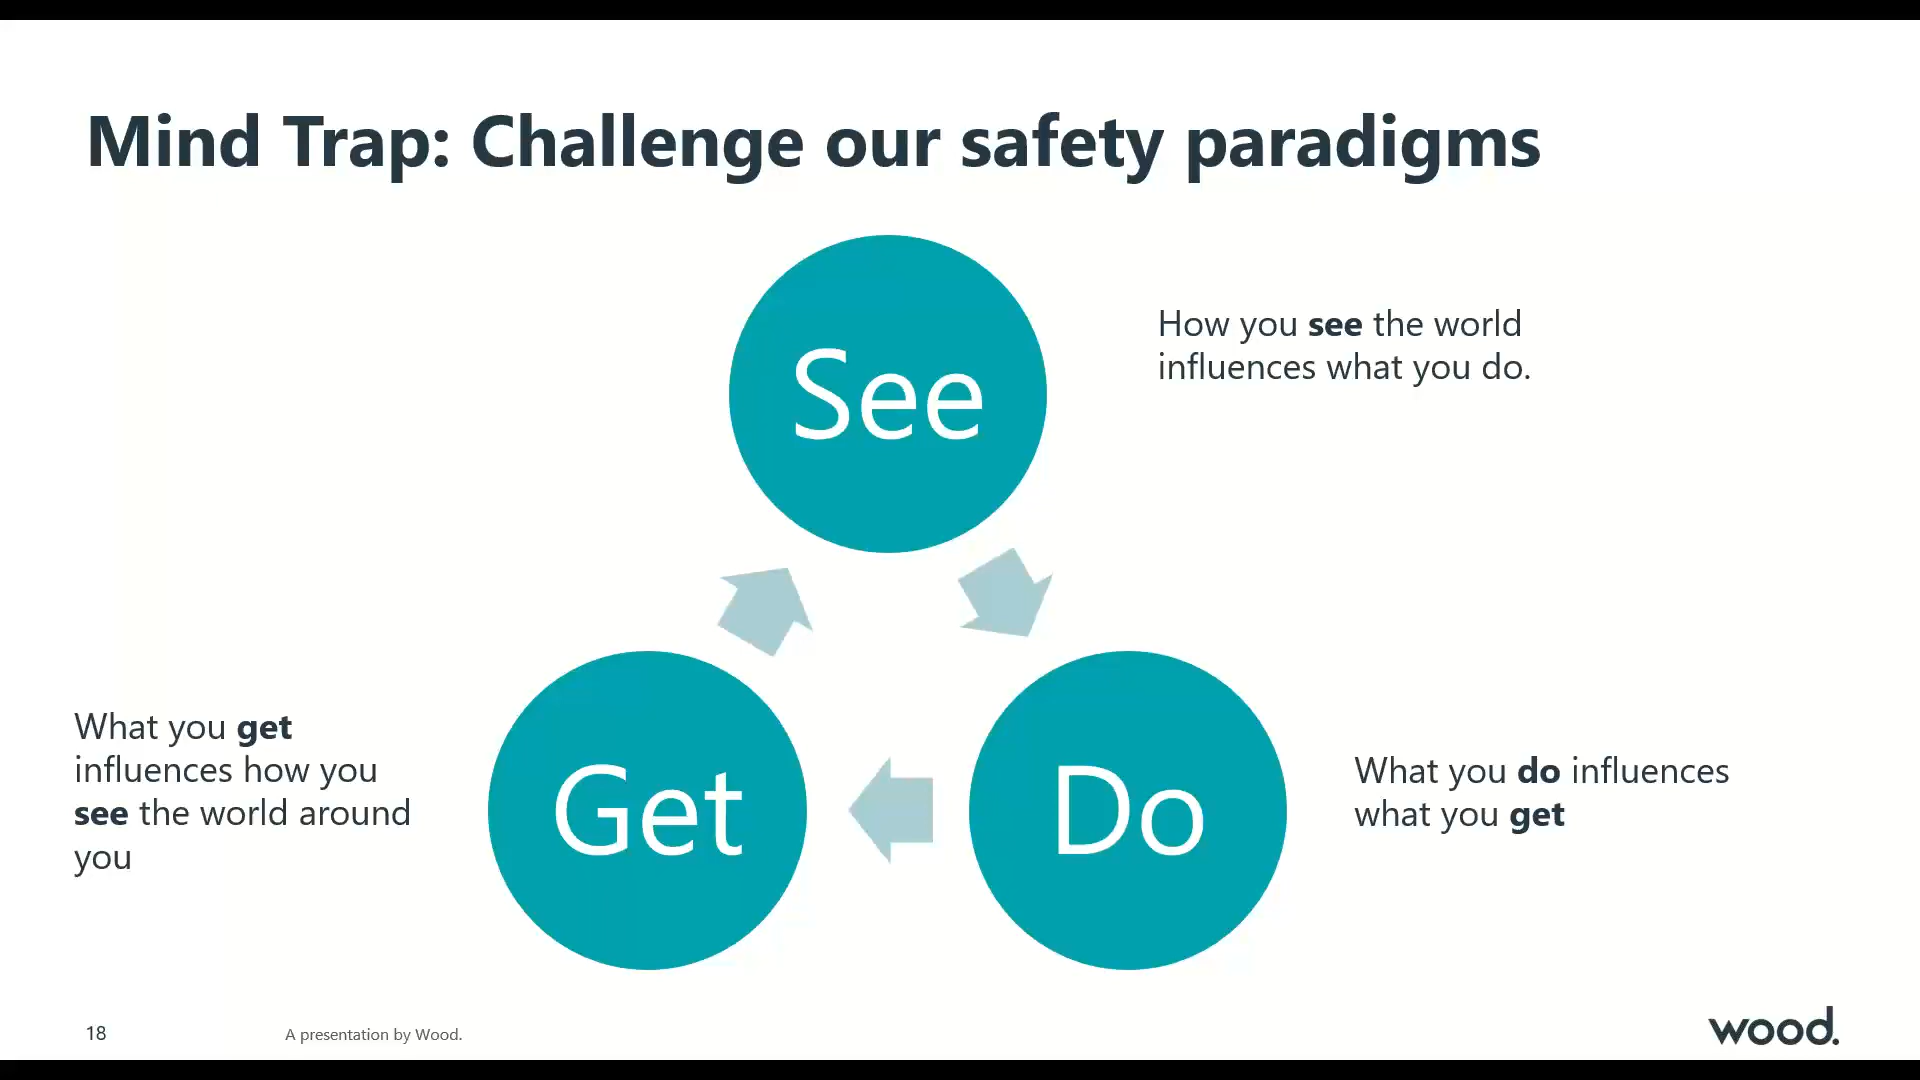 Mind Trap: Challenge our safety paradigms
See
How you see the world
influences what you do.
Get
Do
What you get
influences how you
see the world around
you
What you do influences
what you get
18
A presentation by Wood.
wood.